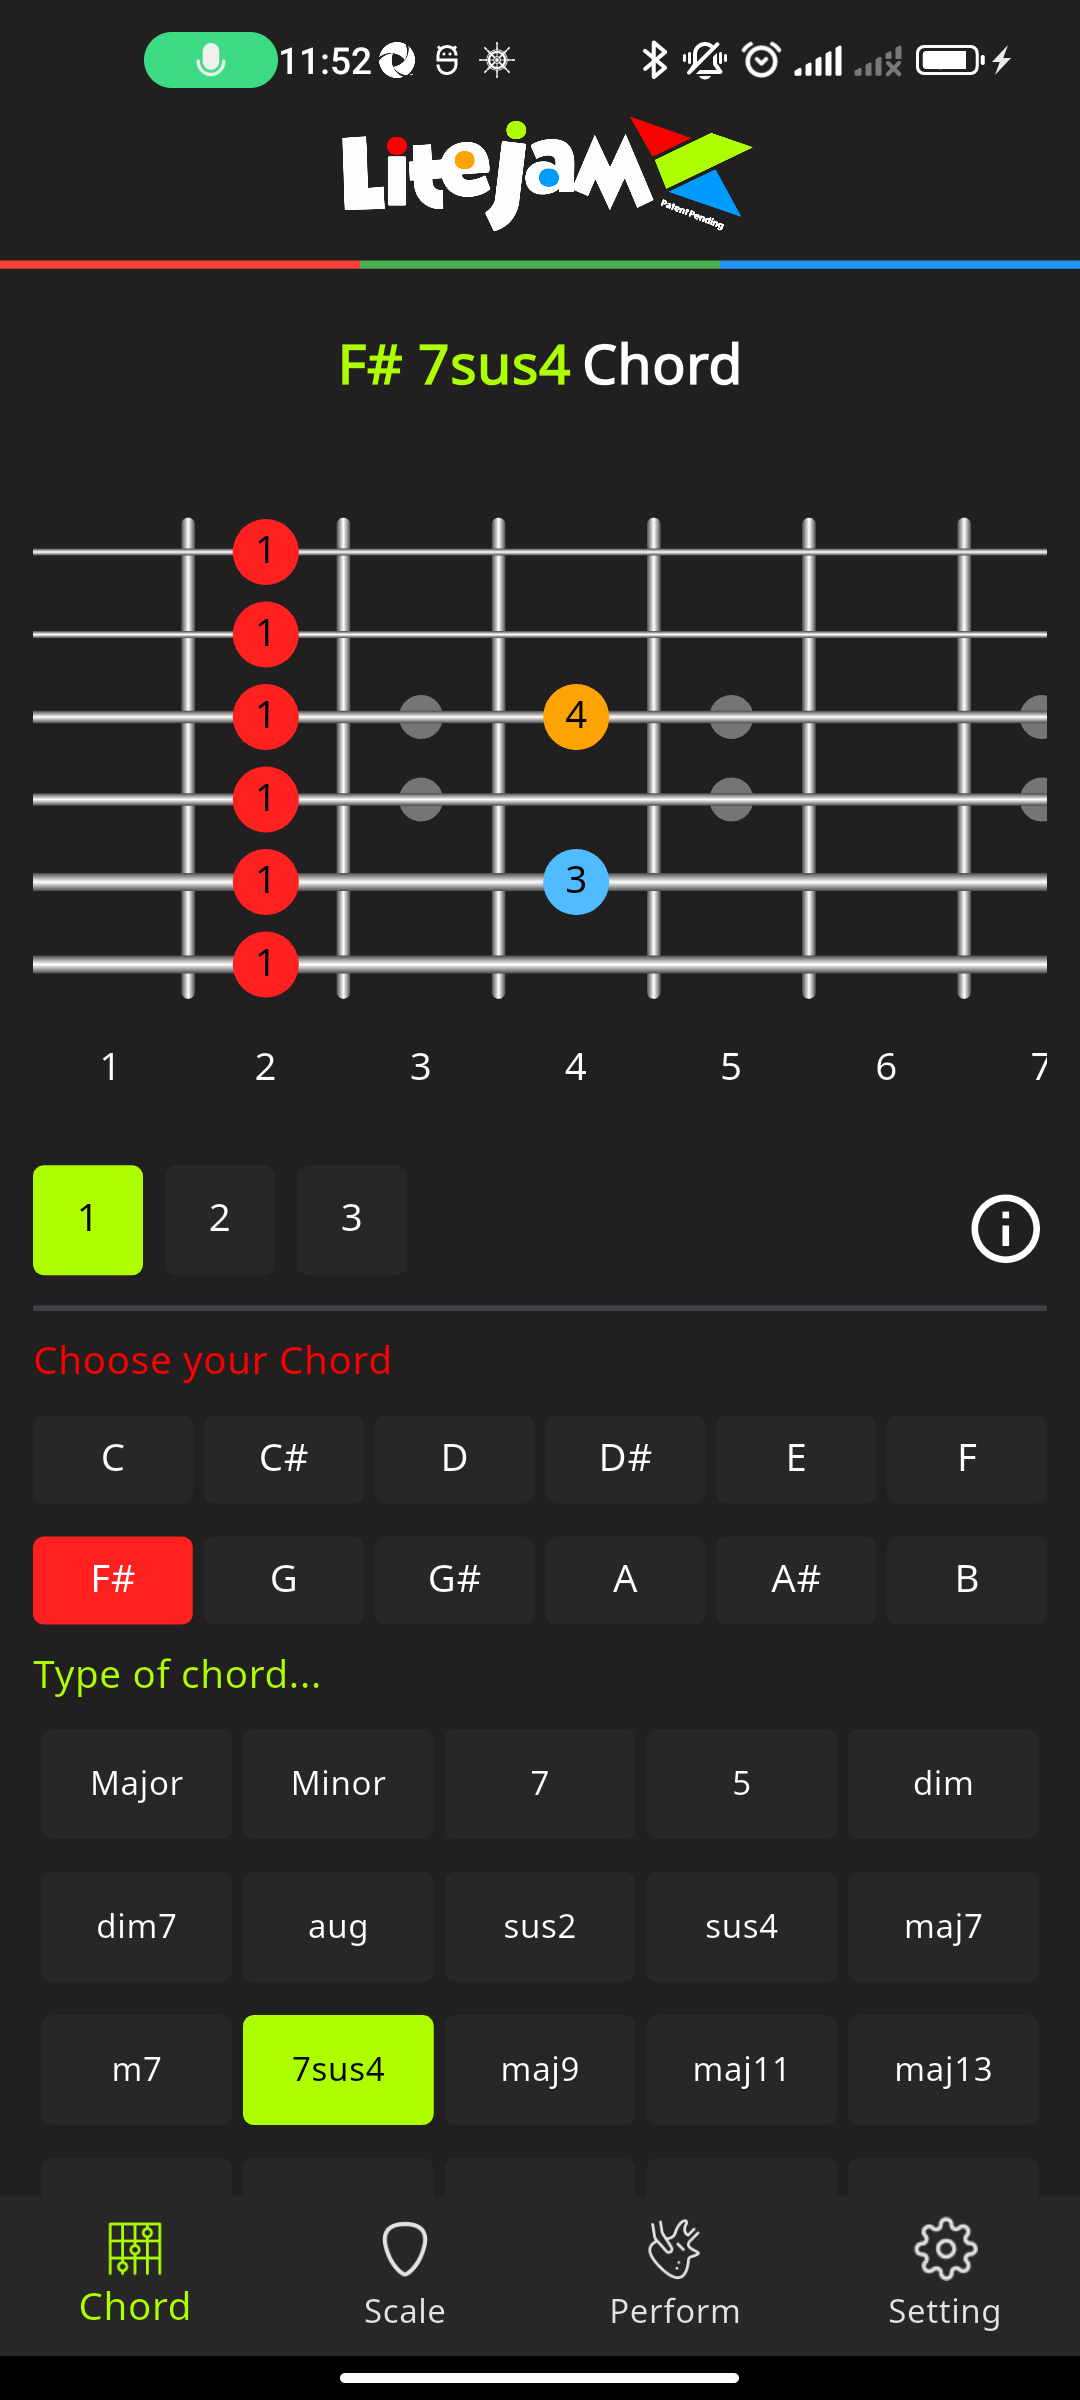 11:52
Litejam
Patent Pending
F# 7sus4 Chord
1
1
1 4
1
1 3
1
1 2 3 4 5 6 7
1 2 3
Choose your Chord
C C# D D# E F
F# G G# A A# B
Type of chord...
Major Minor 7 5 dim
dim7 aug sus2 sus4 maj7
m7 7sus4 maj9 maj11 maj13
Chord Scale Perform Setting